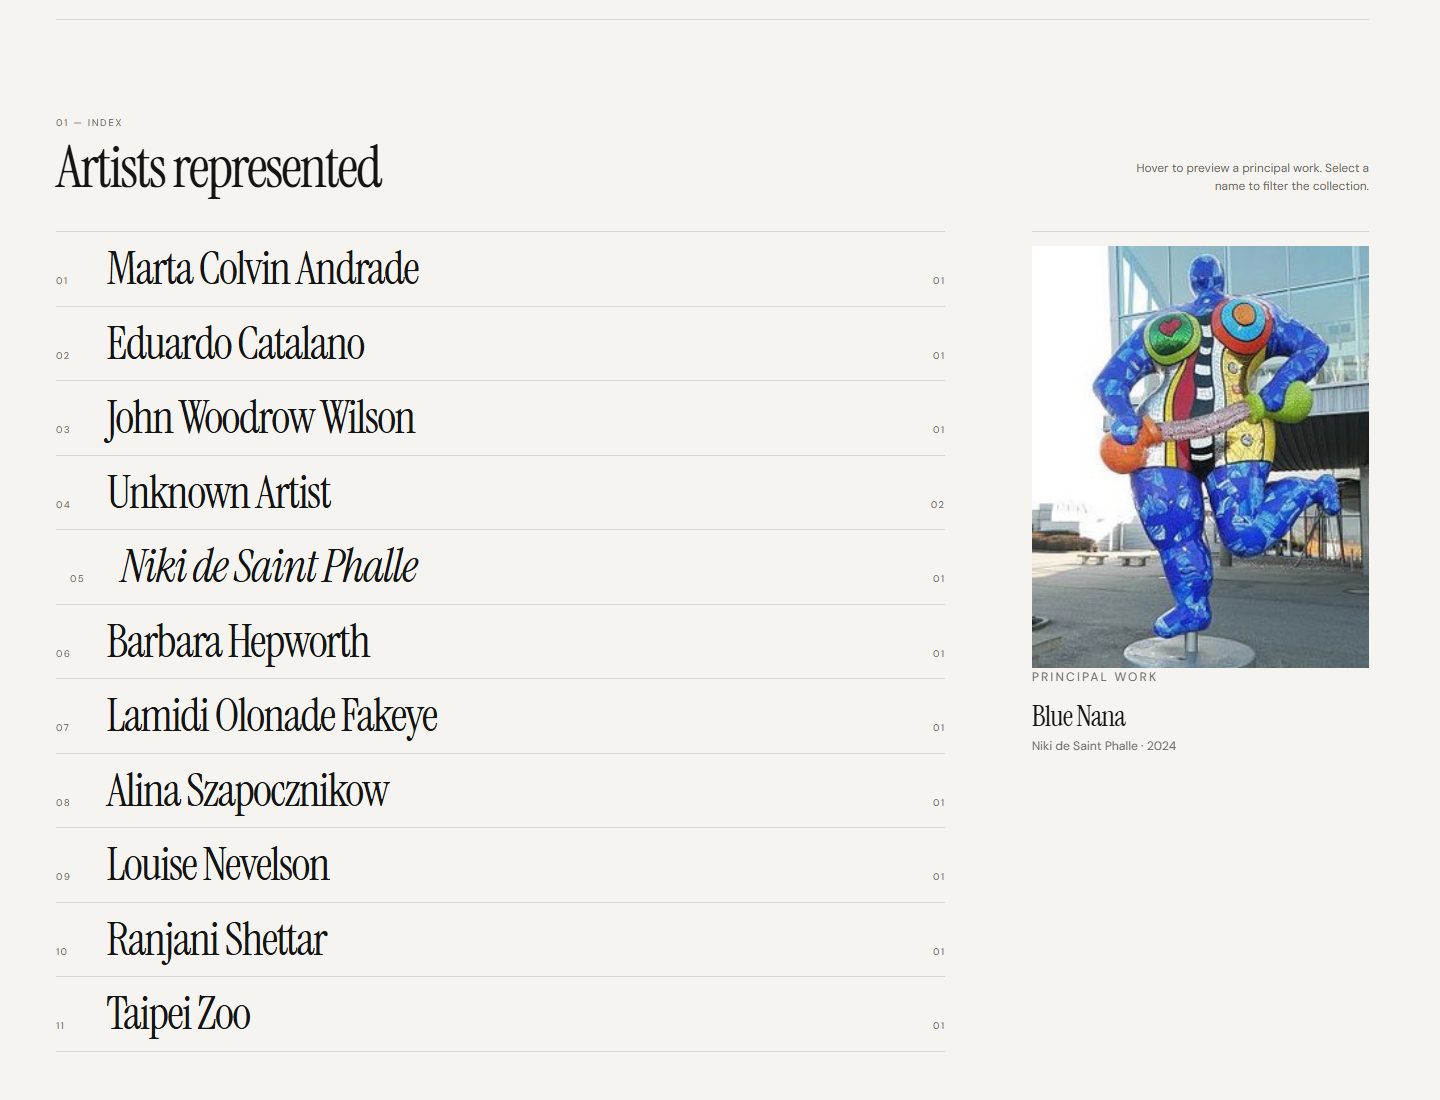 01 — INDEX
Artists represented
Hover to preview a principal work. Select a
name to filter the collection.
01 Marta Colvin Andrade 01
02 Eduardo Catalano 01
03 John Woodrow Wilson 01
04 Unknown Artist 02
05 Niki de Saint Phalle 01
06 Barbara Hepworth 01
07 Lamidi Olonade Fakeye 01
08 Alina Szapocznikow 01
09 Louise Nevelson 01
10 Ranjani Shettar 01
11 Taipei Zoo 01
PRINCIPAL WORK
Blue Nana
Niki de Saint Phalle · 2024